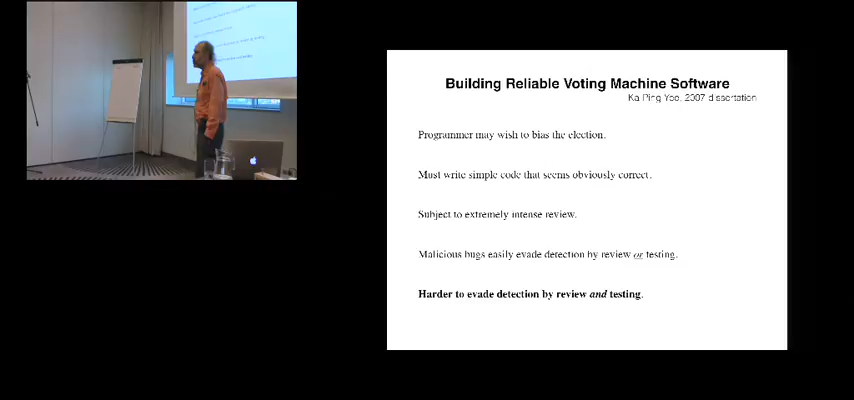 Building Reliable Voting Machine Software
Ka-Ping Yee, 2007 dissertation
Programmer may wish to bias the election.
Must write simple code that seems obviously correct.
Subject to extremely intense review.
Malicious bugs easily evade detection by review or testing.
Harder to evade detection by review and testing.